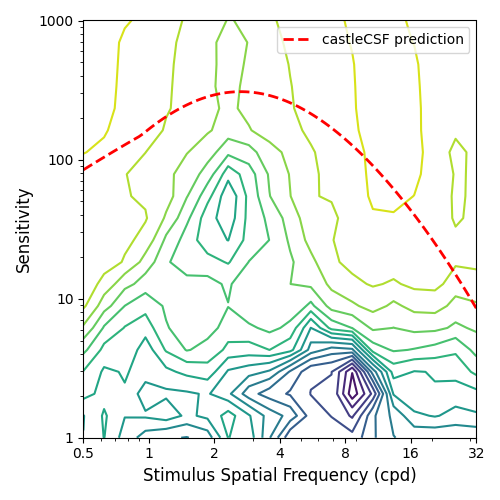 1000
castleCSF prediction
100
10
1
Sensitivity
0.5 1 2 4 8 16 32
Stimulus Spatial Frequency (cpd)